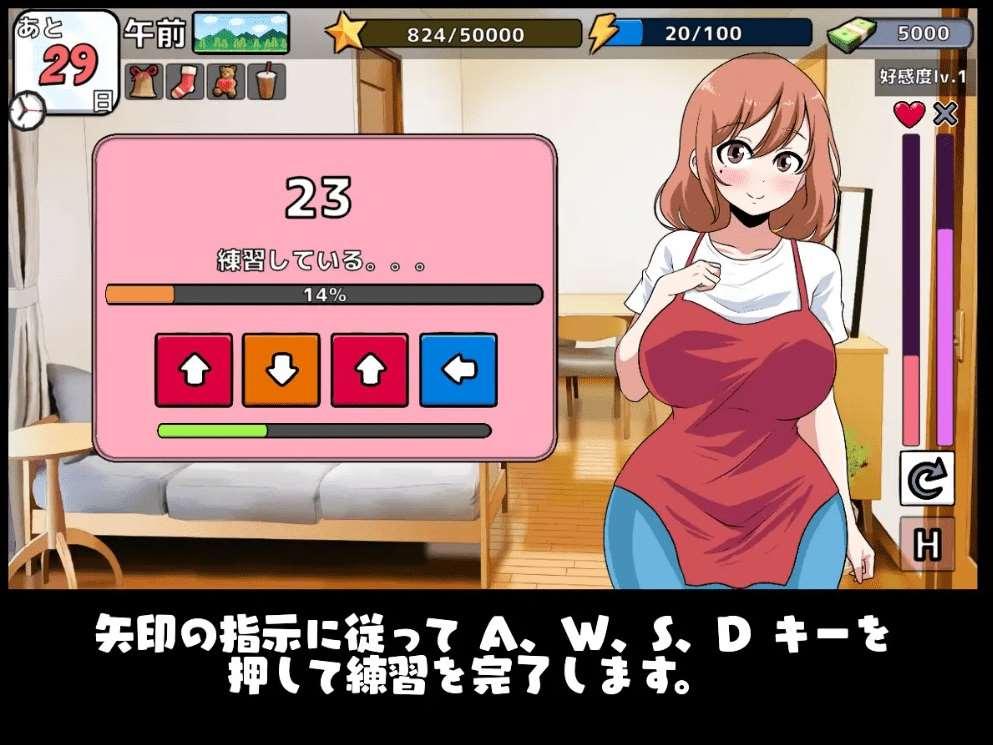 あと
29
日
午前
824/50000
20/100
5000
好感度lv.1
23
練習している。。。
14%
H
矢印の指示に従って A、W、S、D キーを
押して練習を完了します。